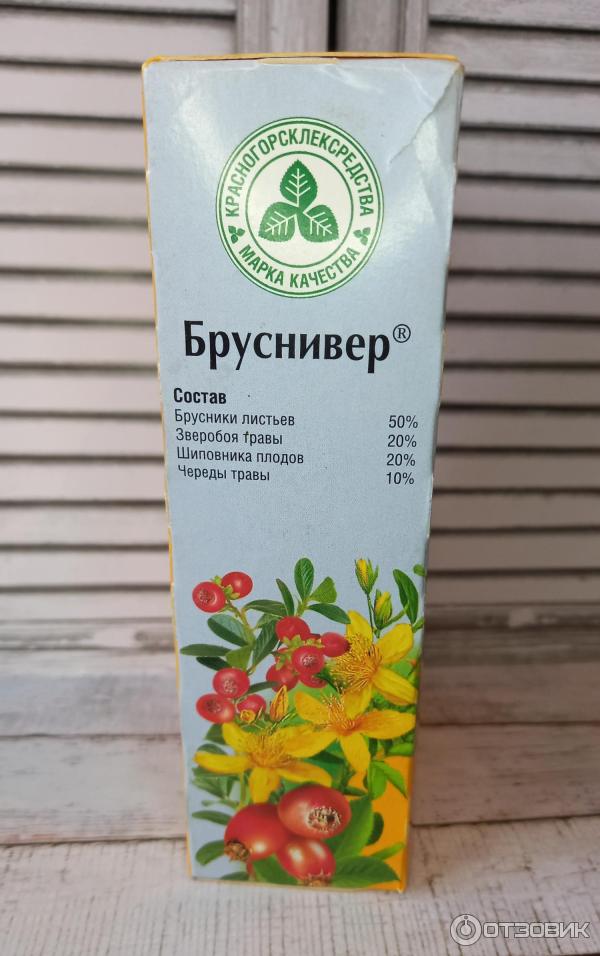 КРАСНОГОРСКЛЕКСРЕДСТВА
МАРКА КАЧЕСТВА
Бруснивер®
Состав
Брусники листьев 50%
Зверобоя травы 20%
Шиповника плодов 20%
Череды травы 10%
ОТЗОВИК